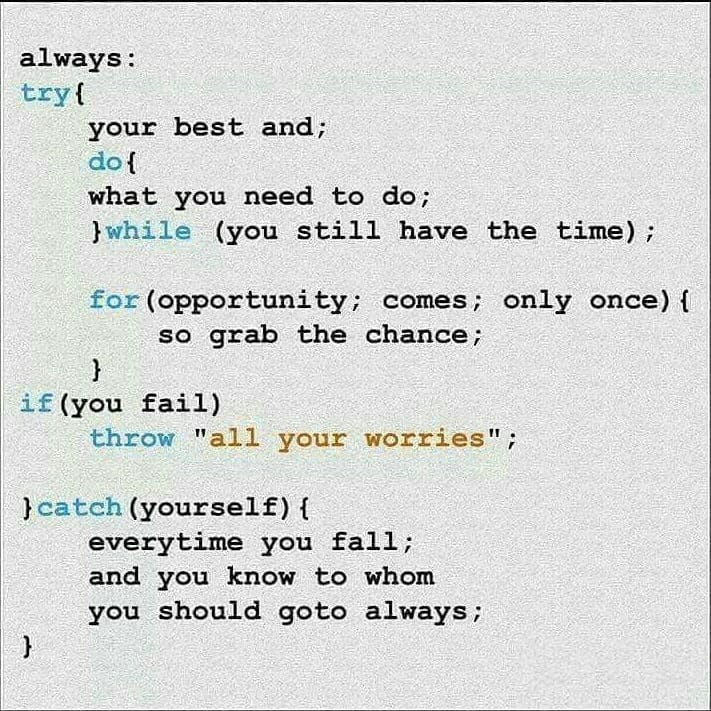 always:
try{
your best and;
do{
what you need to do;
}while (you still have the time);
for(opportunity; comes; only once){
so grab the chance;
}
if(you fail)
throw "all your worries";
}catch(yourself){
everytime you fall;
and you know to whom
you should goto always;
}